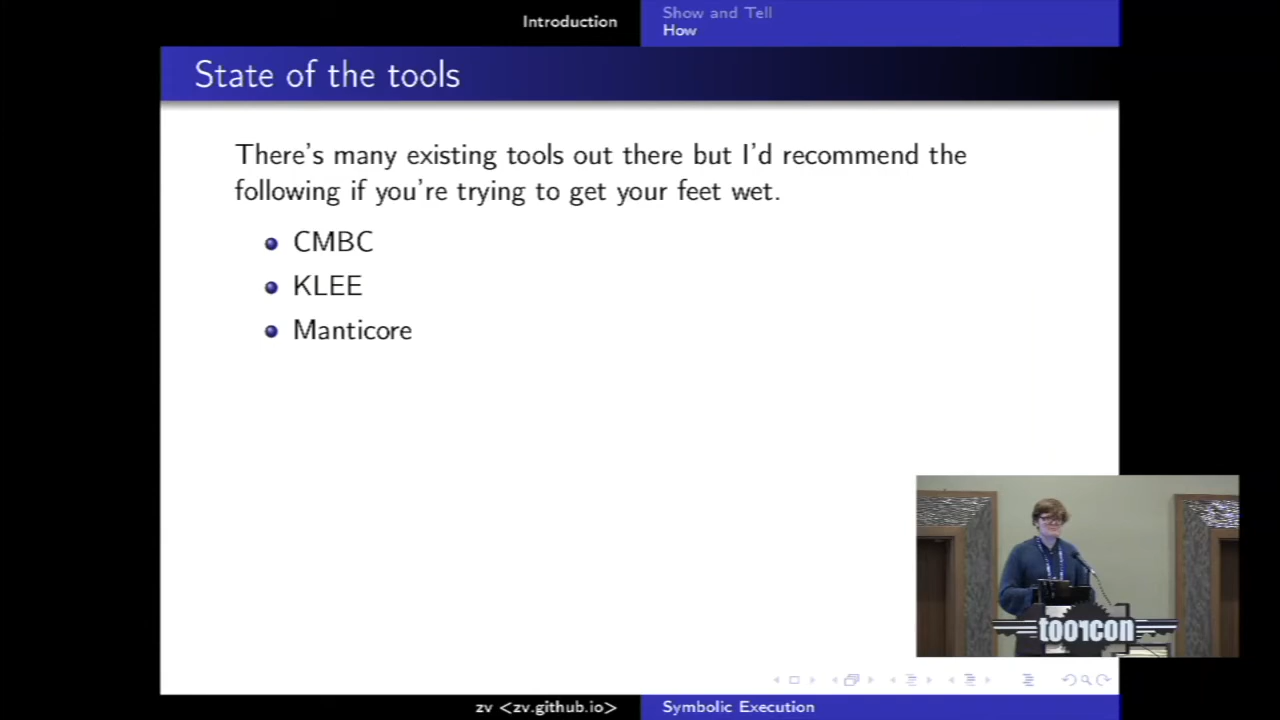 Introduction
Show and Tell
How
State of the tools
There's many existing tools out there but I'd recommend the
following if you're trying to get your feet wet.
CMBC
KLEE
Manticore
toorcon
zv <zv.github.io>
Symbolic Execution